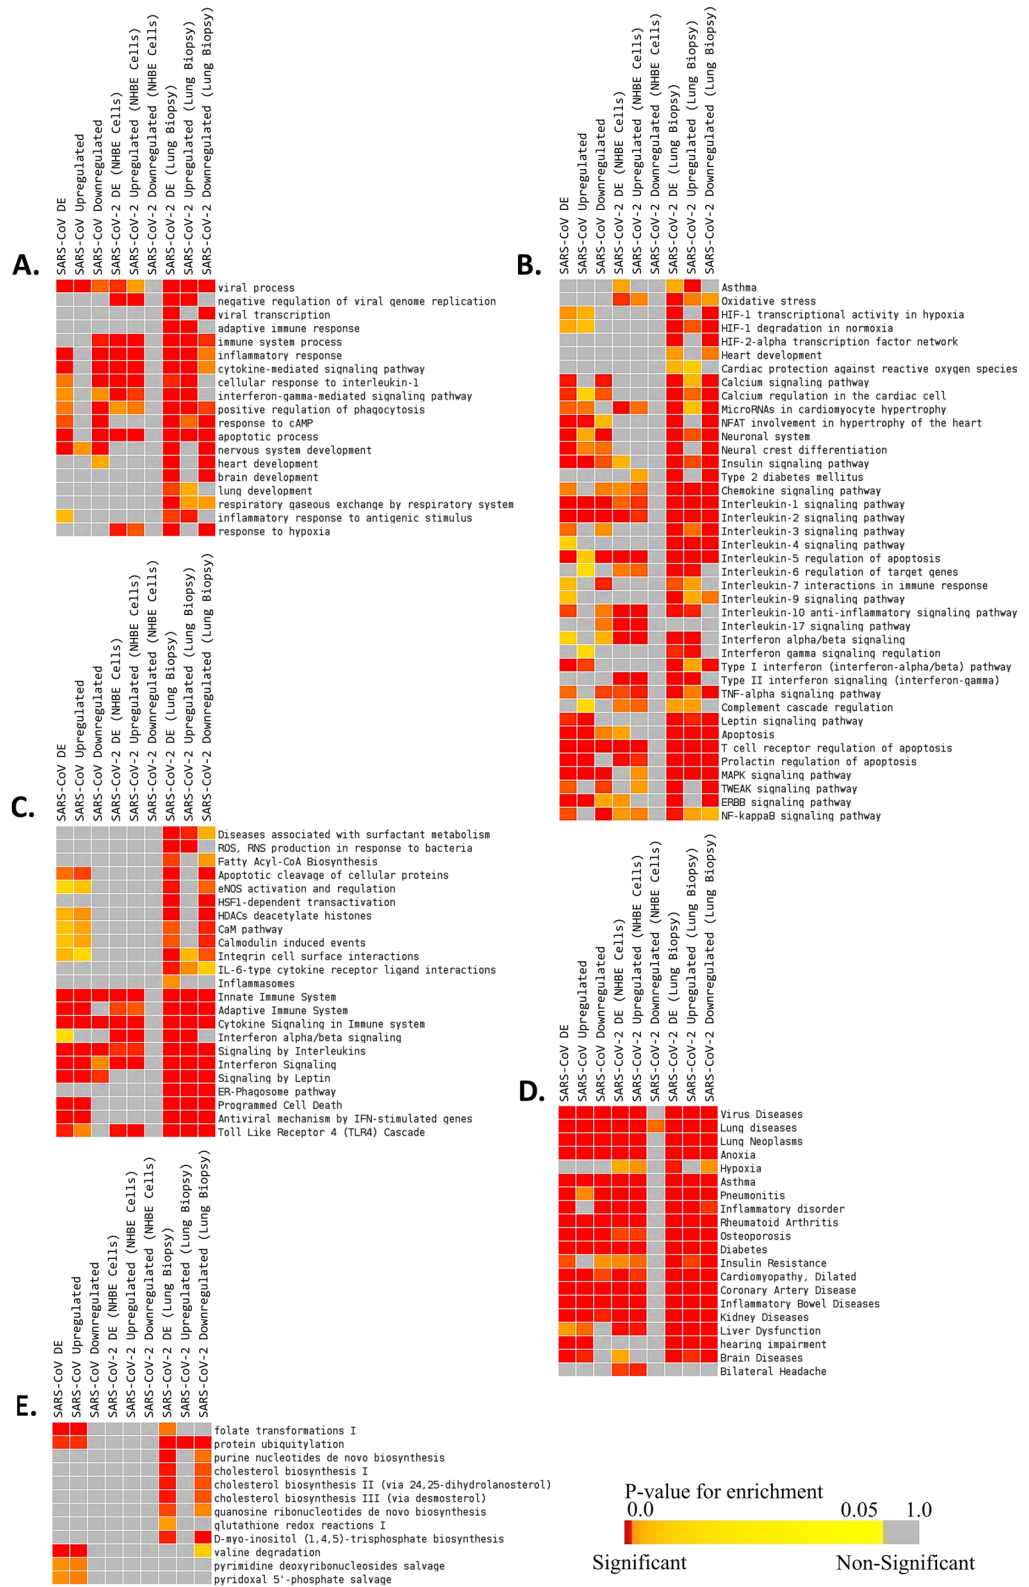 A.
SARS-CoV DE
SARS-CoV Upregulated
SARS-CoV Downregulated
SARS-CoV-2 DE (NHBE Cells)
SARS-CoV-2 Upregulated (NHBE Cells)
SARS-CoV-2 Downregulated (NHBE Cells)
SARS-CoV-2 DE (Lung Biopsy)
SARS-CoV-2 Upregulated (Lung Biopsy)
SARS-CoV-2 Downregulated (Lung Biopsy)
viral process
negative regulation of viral genome replication
viral transcription
adaptive immune response
immune system process
inflammatory response
cytokine-mediated signaling pathway
cellular response to interleukin-1
interferon-gamma-mediated signaling pathway
positive regulation of phagocytosis
response to cAMP
apoptotic process
nervous system development
heart development
brain development
lung development
respiratory gaseous exchange by respiratory system
inflammatory response to antigenic stimulus
response to hypoxia
B.
SARS-CoV DE
SARS-CoV Upregulated
SARS-CoV Downregulated
SARS-CoV-2 DE (NHBE Cells)
SARS-CoV-2 Upregulated (NHBE Cells)
SARS-CoV-2 Downregulated (NHBE Cells)
SARS-CoV-2 DE (Lung Biopsy)
SARS-CoV-2 Upregulated (Lung Biopsy)
SARS-CoV-2 Downregulated (Lung Biopsy)
Asthma
Oxidative stress
HIF-1 transcriptional activity in hypoxia
HIF-1 degradation in normoxia
HIF-2-alpha transcription factor network
Heart development
Cardiac protection against reactive oxygen species
Calcium signaling pathway
Calcium regulation in the cardiac cell
MicroRNAs in cardiomyocyte hypertrophy
NFAT involvement in hypertrophy of the heart
Neuronal system
Neural crest differentiation
Insulin signaling pathway
Type 2 diabetes mellitus
Chemokine signaling pathway
Interleukin-1 signaling pathway
Interleukin-2 signaling pathway
Interleukin-3 signaling pathway
Interleukin-4 signaling pathway
Interleukin-5 regulation of apoptosis
Interleukin-6 regulation of target genes
Interleukin-7 interactions in immune response
Interleukin-9 signaling pathway
Interleukin-10 anti-inflammatory signaling pathway
Interleukin-17 signaling pathway
Interferon alpha/beta signaling
Interferon gamma signaling regulation
Type I interferon (interferon-alpha/beta) pathway
Type II interferon signaling (interferon-gamma)
TNF-alpha signaling pathway
Complement cascade regulation
Leptin signaling pathway
Apoptosis
T cell receptor regulation of apoptosis
Prolactin regulation of apoptosis
MAPK signaling pathway
TWEAK signaling pathway
ERBB signaling pathway
NF-kappaB signaling pathway
C.
SARS-CoV DE
SARS-CoV Upregulated
SARS-CoV Downregulated
SARS-CoV-2 DE (NHBE Cells)
SARS-CoV-2 Upregulated (NHBE Cells)
SARS-CoV-2 Downregulated (NHBE Cells)
SARS-CoV-2 DE (Lung Biopsy)
SARS-CoV-2 Upregulated (Lung Biopsy)
SARS-CoV-2 Downregulated (Lung Biopsy)
Diseases associated with surfactant metabolism
ROS, RNS production in response to bacteria
Fatty Acyl-CoA Biosynthesis
Apoptotic cleavage of cellular proteins
eNOS activation and regulation
HSF1-dependent transactivation
HDACs deacetylate histones
CaM pathway
Calmodulin induced events
Integrin cell surface interactions
IL-6-type cytokine receptor ligand interactions
Inflammasomes
Innate Immune System
Adaptive Immune System
Cytokine Signaling in Immune system
Interferon alpha/beta signaling
Signaling by Interleukins
Interferon Signaling
Signaling by Leptin
ER-Phagosome pathway
Programmed Cell Death
Antiviral mechanism by IFN-stimulated genes
Toll Like Receptor 4 (TLR4) Cascade
D.
SARS-CoV DE
SARS-CoV Upregulated
SARS-CoV Downregulated
SARS-CoV-2 DE (NHBE Cells)
SARS-CoV-2 Upregulated (NHBE Cells)
SARS-CoV-2 Downregulated (NHBE Cells)
SARS-CoV-2 DE (Lung Biopsy)
SARS-CoV-2 Upregulated (Lung Biopsy)
SARS-CoV-2 Downregulated (Lung Biopsy)
Virus Diseases
Lung diseases
Lung Neoplasms
Anoxia
Hypoxia
Asthma
Pneumonitis
Inflammatory disorder
Rheumatoid Arthritis
Osteoporosis
Diabetes
Insulin Resistance
Cardiomyopathy, Dilated
Coronary Artery Disease
Inflammatory Bowel Diseases
Kidney Diseases
Liver Dysfunction
hearing impairment
Brain Diseases
Bilateral Headache
E.
SARS-CoV DE
SARS-CoV Upregulated
SARS-CoV Downregulated
SARS-CoV-2 DE (NHBE Cells)
SARS-CoV-2 Upregulated (NHBE Cells)
SARS-CoV-2 Downregulated (NHBE Cells)
SARS-CoV-2 DE (Lung Biopsy)
SARS-CoV-2 Upregulated (Lung Biopsy)
SARS-CoV-2 Downregulated (Lung Biopsy)
folate transformations I
protein ubiquitylation
purine nucleotides de novo biosynthesis
cholesterol biosynthesis I
cholesterol biosynthesis II (via 24,25-dihydrolanosterol)
cholesterol biosynthesis III (via desmosterol)
guanosine ribonucleotides de novo biosynthesis
glutathione redox reactions I
D-myo-inositol (1,4,5)-trisphosphate biosynthesis
valine degradation
pyrimidine deoxyribonucleosides salvage
pyridoxal 5'-phosphate salvage
P-value for enrichment
0.0 0.05 1.0
Significant Non-Significant